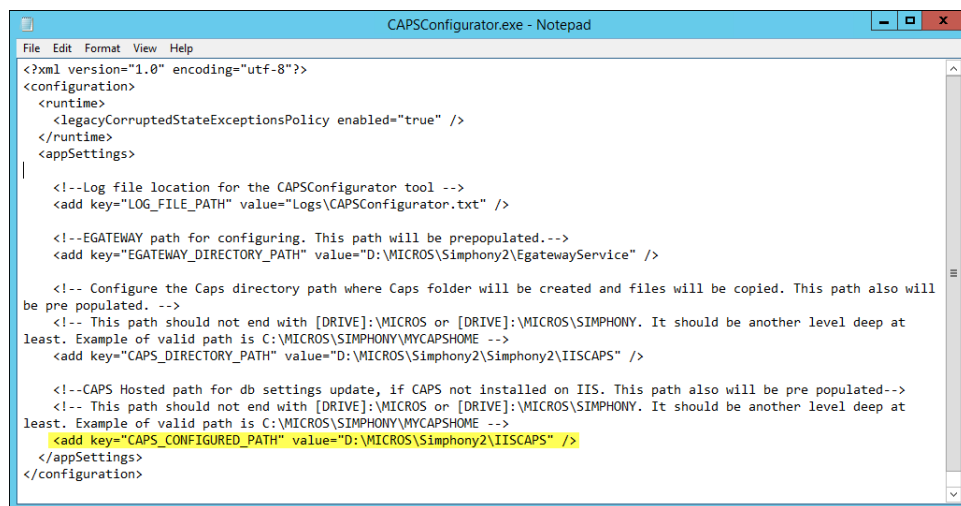 CAPSConfigurator.exe - Notepad
File Edit Format View Help
<?xml version="1.0" encoding="utf-8"?>
<configuration>
  <runtime>
    <legacyCorruptedStateExceptionsPolicy enabled="true" />
  </runtime>
  <appSettings>
    <!--Log file location for the CAPSConfigurator tool -->
    <add key="LOG_FILE_PATH" value="Logs\CAPSConfigurator.txt" />
    <!--EGATEWAY path for configuring. This path will be prepopulated.-->
    <add key="EGATEWAY_DIRECTORY_PATH" value="D:\MICROS\Simphony2\EgatewayService" />
    <!-- Configure the Caps directory path where Caps folder will be created and files will be copied. This path also will
be pre populated. -->
    <!-- This path should not end with [DRIVE]:\MICROS or [DRIVE]:\MICROS\SIMPHONY. It should be another level deep at
least. Example of valid path is C:\MICROS\SIMPHONY\MYCAPSHOME -->
    <add key="CAPS_DIRECTORY_PATH" value="D:\MICROS\Simphony2\Simphony2\IISCAPS" />
    <!--CAPS Hosted path for db settings update, if CAPS not installed on IIS. This path also will be pre populated-->
    <!-- This path should not end with [DRIVE]:\MICROS or [DRIVE]:\MICROS\SIMPHONY. It should be another level deep at
least. Example of valid path is C:\MICROS\SIMPHONY\MYCAPSHOME -->
    <add key="CAPS_CONFIGURED_PATH" value="D:\MICROS\Simphony2\IISCAPS" />
  </appSettings>
</configuration>